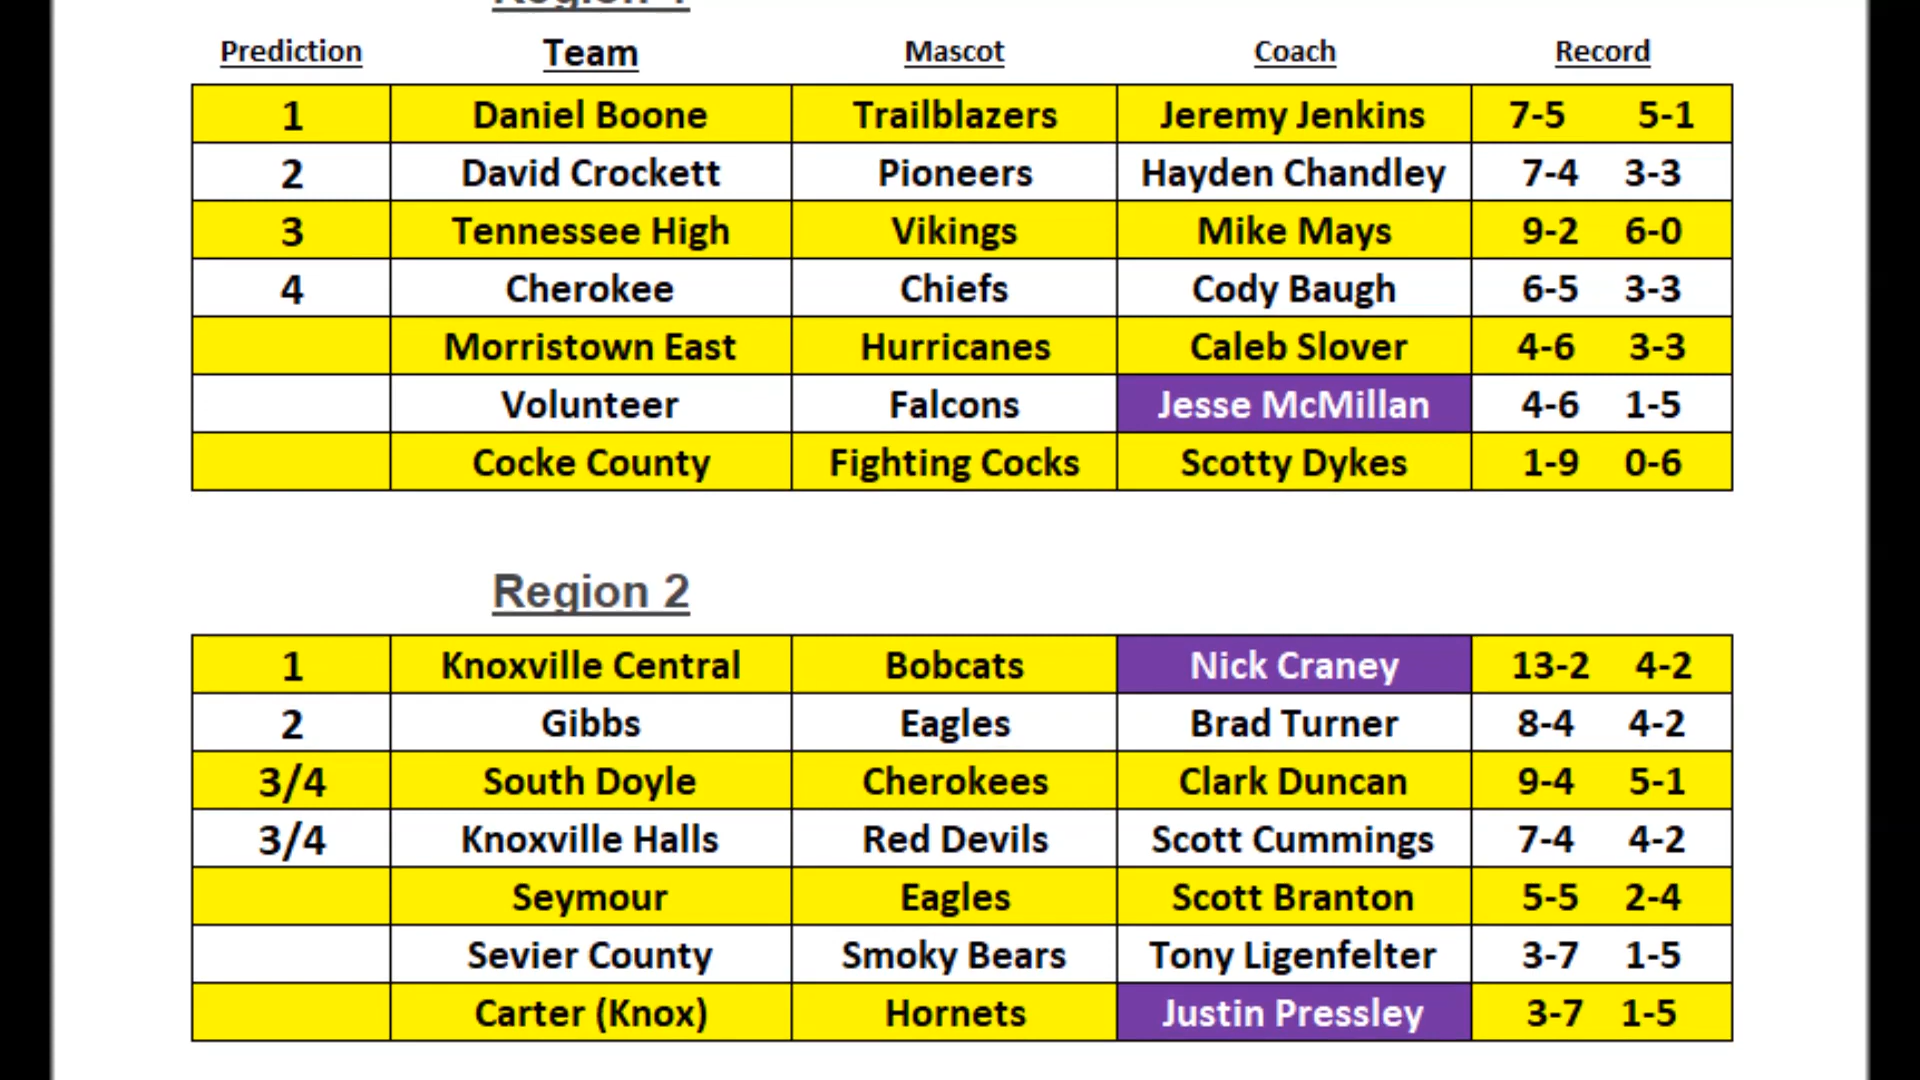 Region 1
Prediction Team Mascot Coach Record
1 Daniel Boone Trailblazers Jeremy Jenkins 7-5 5-1
2 David Crockett Pioneers Hayden Chandley 7-4 3-3
3 Tennessee High Vikings Mike Mays 9-2 6-0
4 Cherokee Chiefs Cody Baugh 6-5 3-3
Morristown East Hurricanes Caleb Slover 4-6 3-3
Volunteer Falcons Jesse McMillan 4-6 1-5
Cocke County Fighting Cocks Scotty Dykes 1-9 0-6
Region 2
1 Knoxville Central Bobcats Nick Craney 13-2 4-2
2 Gibbs Eagles Brad Turner 8-4 4-2
3/4 South Doyle Cherokees Clark Duncan 9-4 5-1
3/4 Knoxville Halls Red Devils Scott Cummings 7-4 4-2
Seymour Eagles Scott Branton 5-5 2-4
Sevier County Smoky Bears Tony Ligenfelter 3-7 1-5
Carter (Knox) Hornets Justin Pressley 3-7 1-5